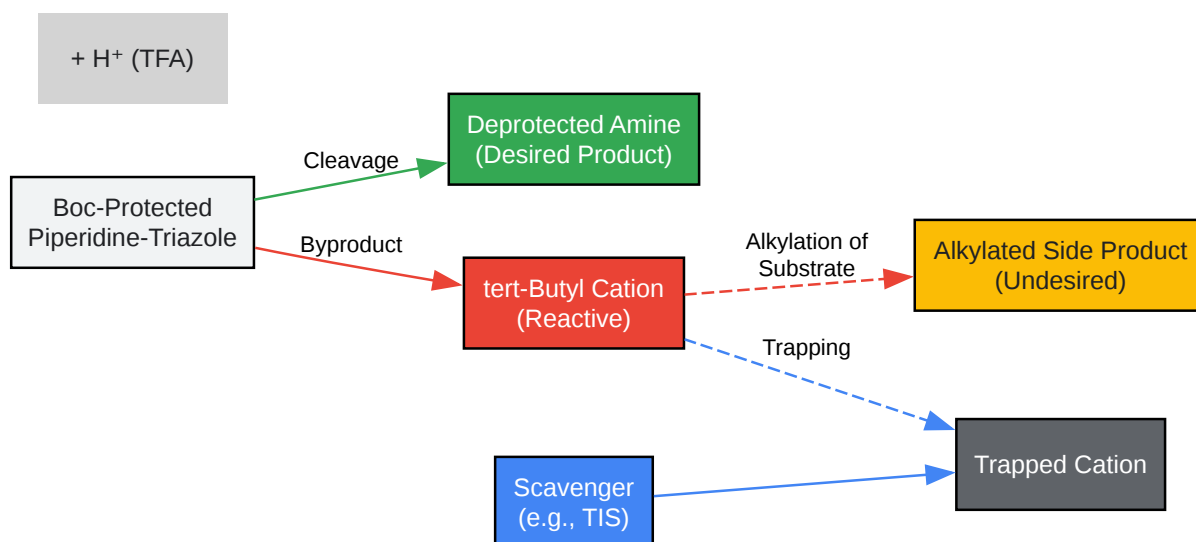 + H⁺ (TFA)
Deprotected Amine
(Desired Product)
Cleavage
Boc-Protected
Piperidine-Triazole
Byproduct
tert-Butyl Cation
(Reactive)
Alkylation of
Substrate
Alkylated Side Product
(Undesired)
Trapping
Trapped Cation
Scavenger
(e.g., TIS)